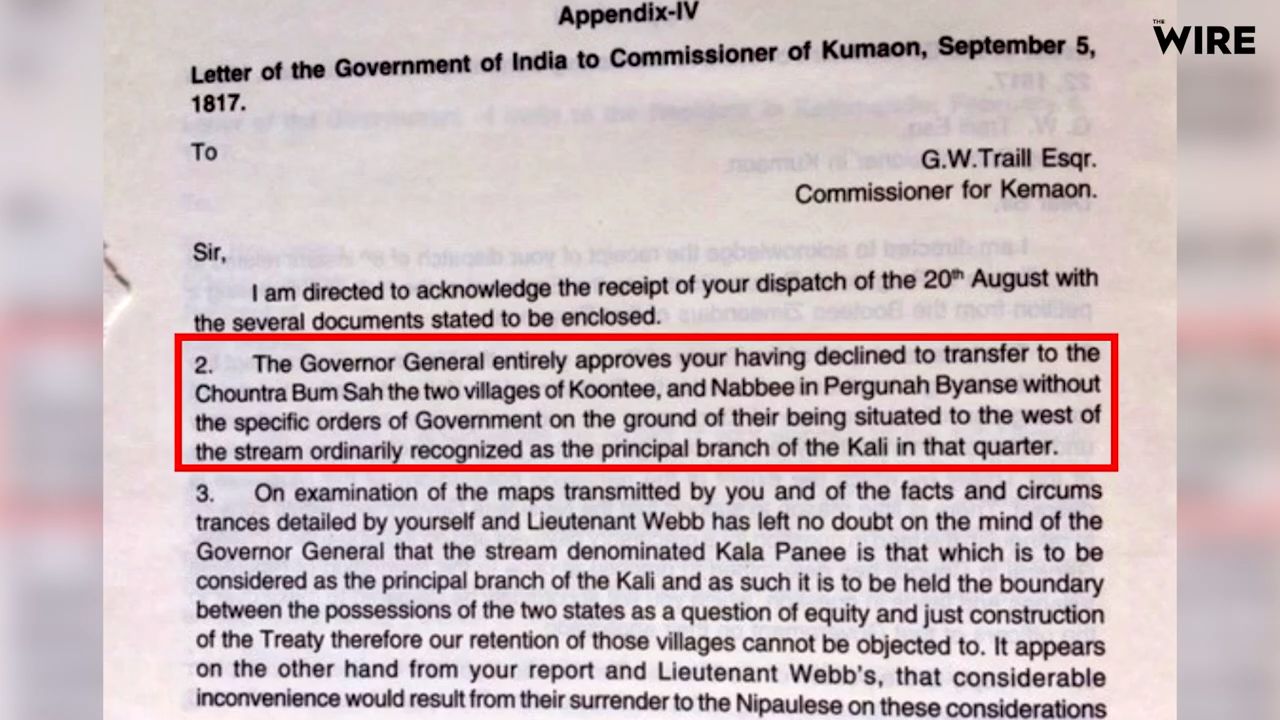 THE
WIRE
Appendix-IV
Letter of the Government of India to Commissioner of Kumaon, September 5,
1817.
To
G.W.Traill Esqr.
Commissioner for Kemaon.
Sir,
I am directed to acknowledge the receipt of your dispatch of the 20th August with
the several documents stated to be enclosed.
2. The Governor General entirely approves your having declined to transfer to the
Chountra Bum Sah the two villages of Koontee, and Nabbee in Pergunah Byanse without
the specific orders of Government on the ground of their being situated to the west of
the stream ordinarily recognized as the principal branch of the Kali in that quarter.
3. On examination of the maps transmitted by you and of the facts and circums
trances detailed by yourself and Lieutenant Webb has left no doubt on the mind of the
Governor General that the stream denominated Kala Panee is that which is to be
considered as the principal branch of the Kali and as such it is to be held the boundary
between the possessions of the two states as a question of equity and just construction
of the Treaty therefore our retention of those villages cannot be objected to. It appears
on the other hand from your report and Lieutenant Webb's, that considerable
inconvenience would result from their surrender to the Nipaulese on these considerations